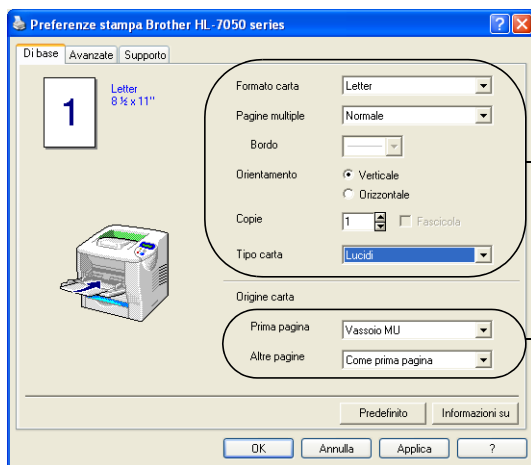 Preferenze stampa Brother HL-7050 series
Di base Avanzate Supporto
1
Letter
8 ½ x 11''
Formato carta Letter
Pagine multiple Normale
Bordo
Orientamento Verticale
Orizzontale
Copie 1 Fascicola
Tipo carta Lucidi
Origine carta
Prima pagina Vassoio MU
Altre pagine Come prima pagina
Predefinito Informazioni su
OK Annulla Applica ?